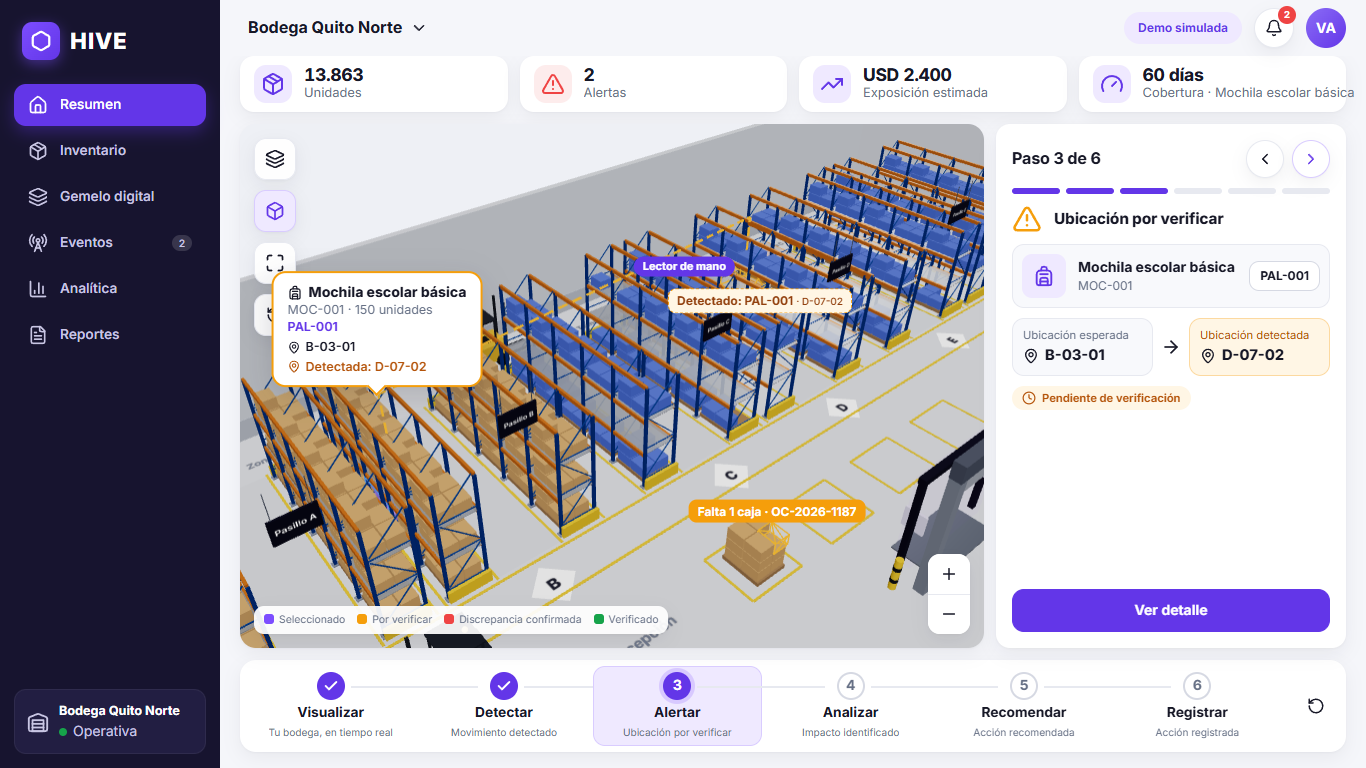 HIVE
Resumen
Inventario
Gemelo digital
Eventos
2
Analítica
Reportes
Bodega Quito Norte
Operativa
Bodega Quito Norte
Demo simulada
2
VA
13.863
Unidades
2
Alertas
USD 2.400
Exposición estimada
60 días
Cobertura · Mochila escolar básica
Lector de mano
Detectado: PAL-001 · D-07-02
Mochila escolar básica
MOC-001 · 150 unidades
PAL-001
B-03-01
Detectada: D-07-02
Pasillo C
Pasillo B
Pasillo A
E
D
C
B
Falta 1 caja · OC-2026-1187
+
−
Seleccionado
Por verificar
Discrepancia confirmada
Verificado
Paso 3 de 6
Ubicación por verificar
Mochila escolar básica
MOC-001
PAL-001
Ubicación esperada
B-03-01
Ubicación detectada
D-07-02
Pendiente de verificación
Ver detalle
Visualizar
Tu bodega, en tiempo real
Detectar
Movimiento detectado
3
Alertar
Ubicación por verificar
4
Analizar
Impacto identificado
5
Recomendar
Acción recomendada
6
Registrar
Acción registrada